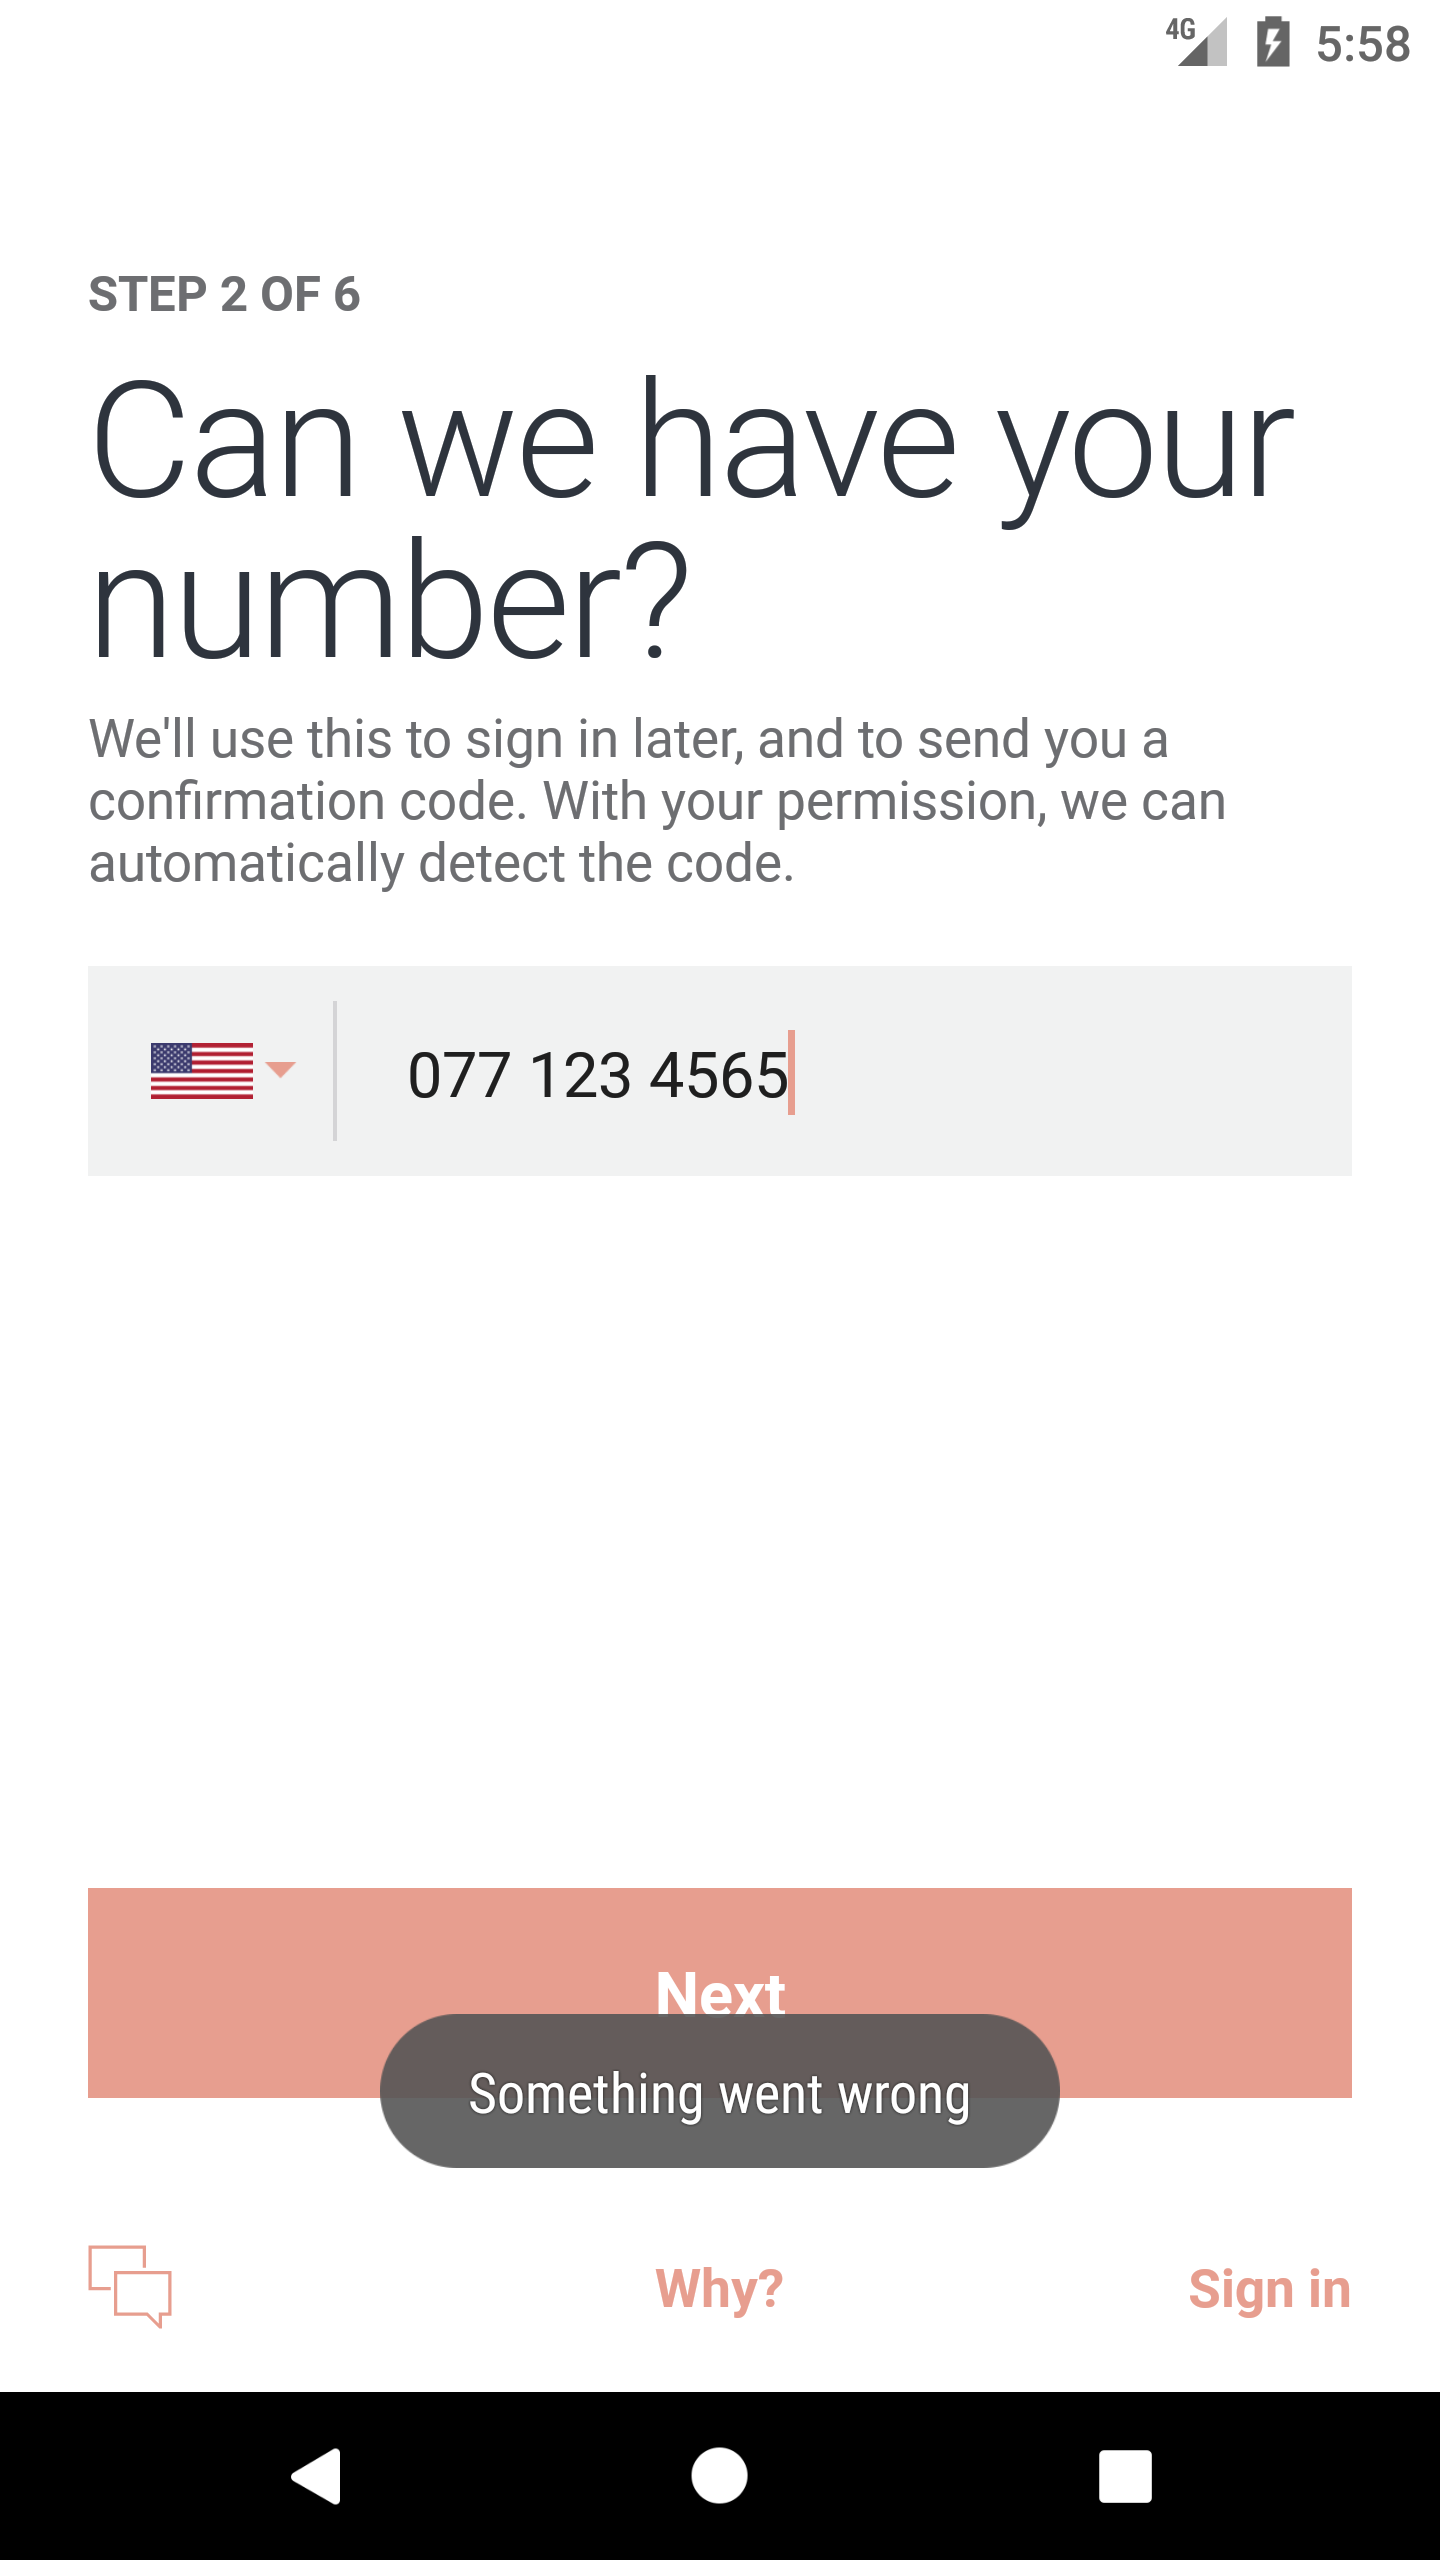 4G 5:58
STEP 2 OF 6
Can we have your
number?
We'll use this to sign in later, and to send you a
confirmation code. With your permission, we can
automatically detect the code.
077 123 4565
Next
Something went wrong
Why?
Sign in